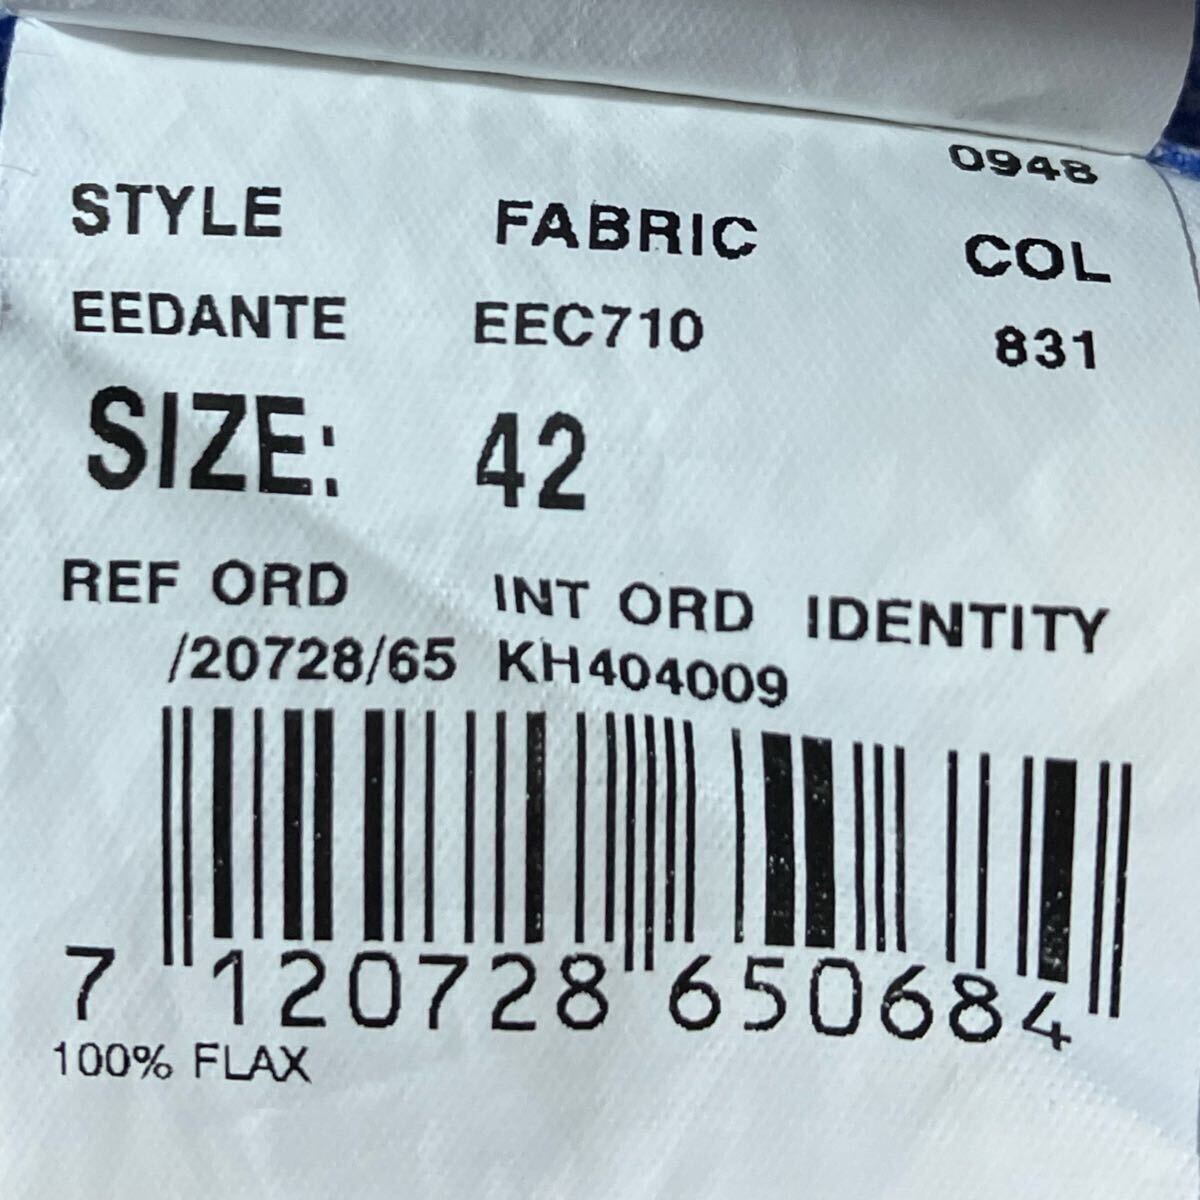 0948
STYLE FABRIC COL
EEDANTE EEC710 831
SIZE: 42
REF ORD INT ORD IDENTITY
/20728/65 KH404009
7 120728 650684
100% FLAX